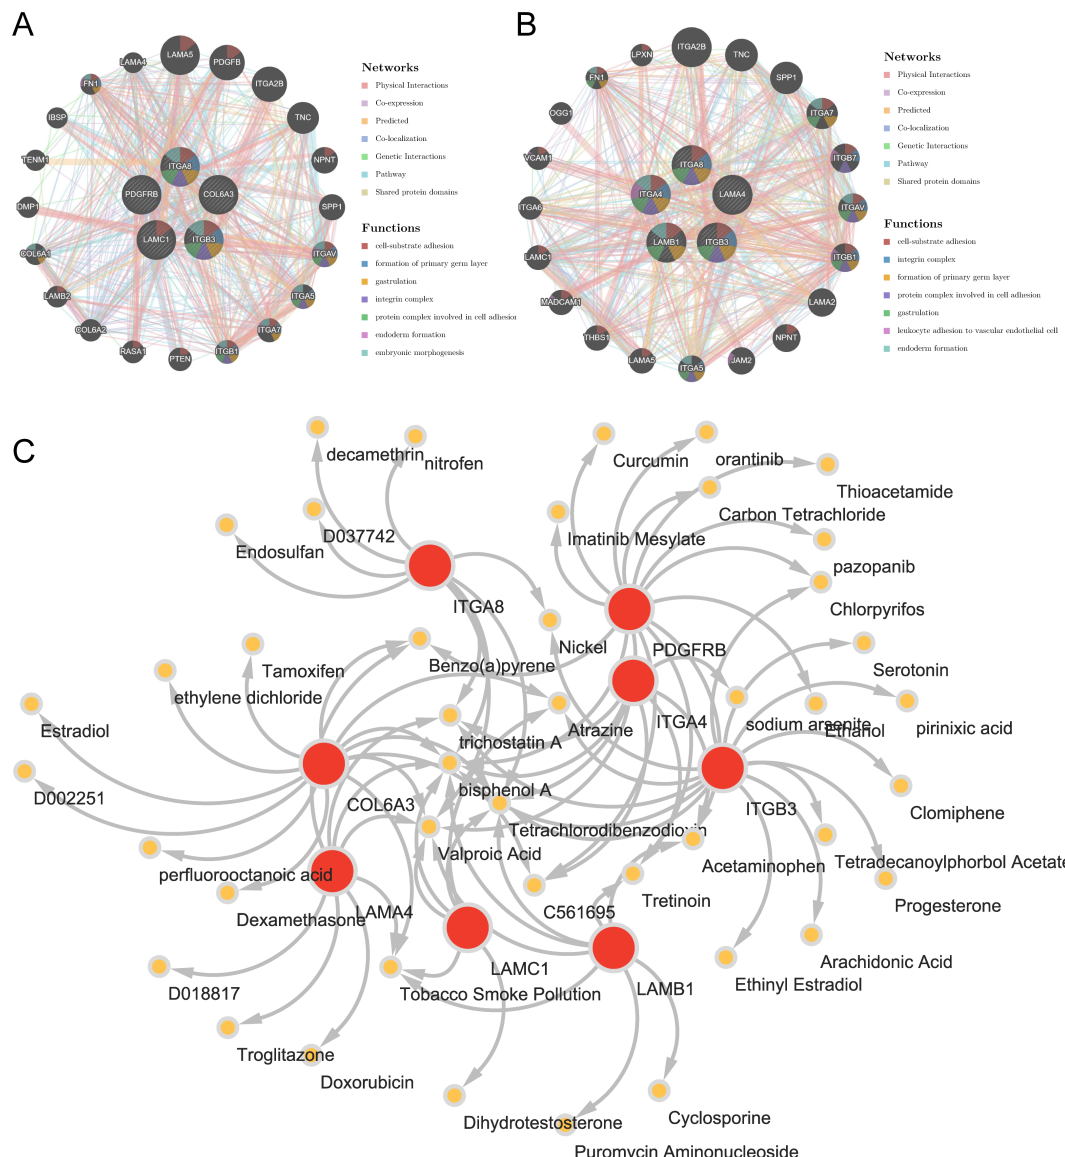 A
LAMA5
PDGFB
LAMA4
ITGA2B
FN1
TNC
IBSP
NPNT
TENM1
ITGA8
PDGFRB
COL6A3
DMP1
SPP1
LAMC1
ITGB3
COL6A1
ITGAV
LAMB2
ITGA5
COL6A2
ITGA7
RASA1
PTEN
ITGB1
Networks
Physical Interactions
Co-expression
Predicted
Co-localization
Genetic Interactions
Pathway
Shared protein domains
Functions
cell-substrate adhesion
formation of primary germ layer
gastrulation
integrin complex
protein complex involved in cell adhesion
endoderm formation
embryonic morphogenesis
B
ITGA2B
LPXN
TNC
FN1
SPP1
OGG1
ITGA7
VCAM1
ITGA8
ITGB7
ITGA4
LAMA4
ITGA6
ITGAV
LAMB1
ITGB3
LAMC1
ITGB1
MADCAM1
LAMA2
THBS1
NPNT
LAMA5
JAM2
ITGA5
Networks
Physical Interactions
Co-expression
Predicted
Co-localization
Genetic Interactions
Pathway
Shared protein domains
Functions
cell-substrate adhesion
integrin complex
formation of primary germ layer
protein complex involved in cell adhesion
gastrulation
leukocyte adhesion to vascular endothelial cell
endoderm formation
C
decamethrin
nitrofen
Curcumin
orantinib
Thioacetamide
Carbon Tetrachloride
D037742
Imatinib Mesylate
Endosulfan
pazopanib
ITGA8
Chlorpyrifos
Nickel
PDGFRB
Benzo(a)pyrene
Tamoxifen
Serotonin
ethylene dichloride
ITGA4
sodium arsenite
Estradiol
Atrazine
Ethanol
pirinixic acid
trichostatin A
D002251
bisphenol A
COL6A3
ITGB3
Clomiphene
Tetrachlorodibenzodioxin
Valproic Acid
Acetaminophen
Tetradecanoylphorbol Acetate
perfluorooctanoic acid
Tretinoin
Progesterone
Dexamethasone
LAMA4
C561695
Arachidonic Acid
LAMC1
Ethinyl Estradiol
D018817
Tobacco Smoke Pollution
LAMB1
Troglitazone
Doxorubicin
Dihydrotestosterone
Cyclosporine
Puromycin Aminonucleoside